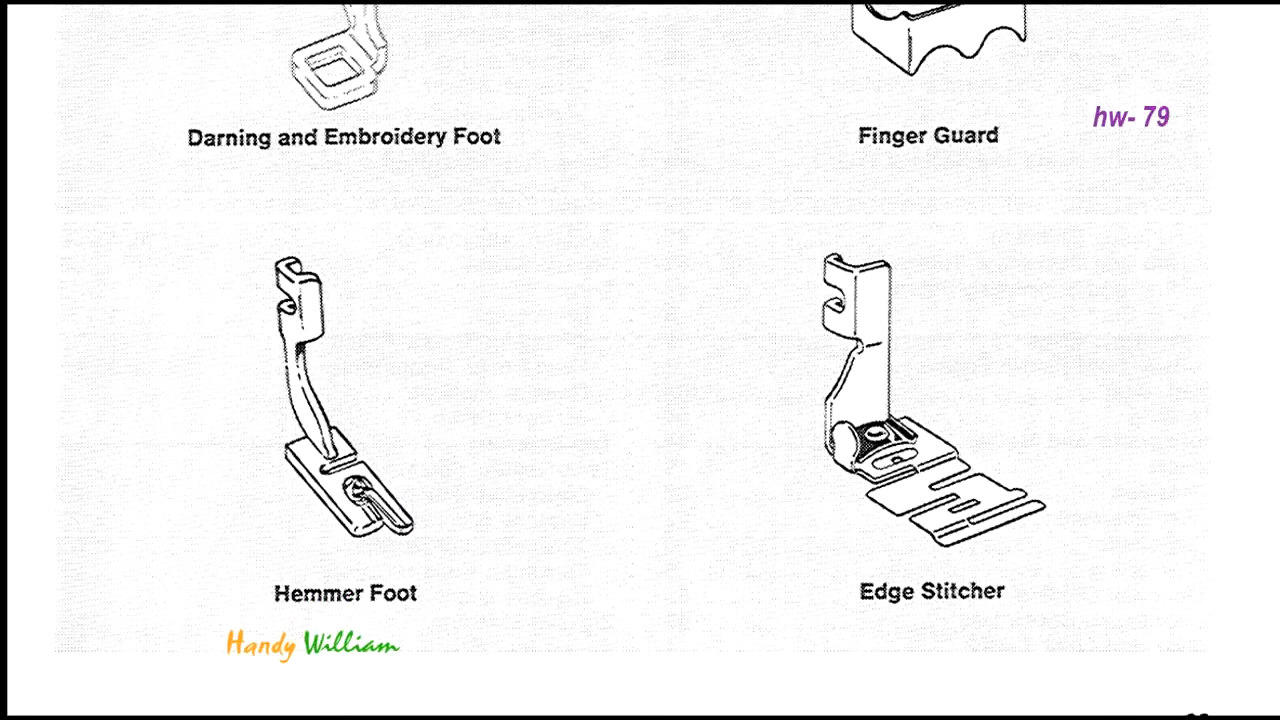 hw- 79
Darning and Embroidery Foot
Finger Guard
Hemmer Foot
Edge Stitcher
Handy William